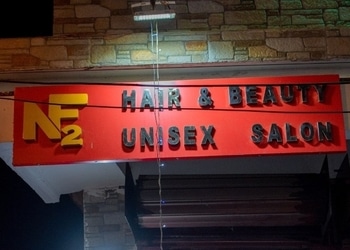 NF2
HAIR & BEAUTY
UNISEX SALON